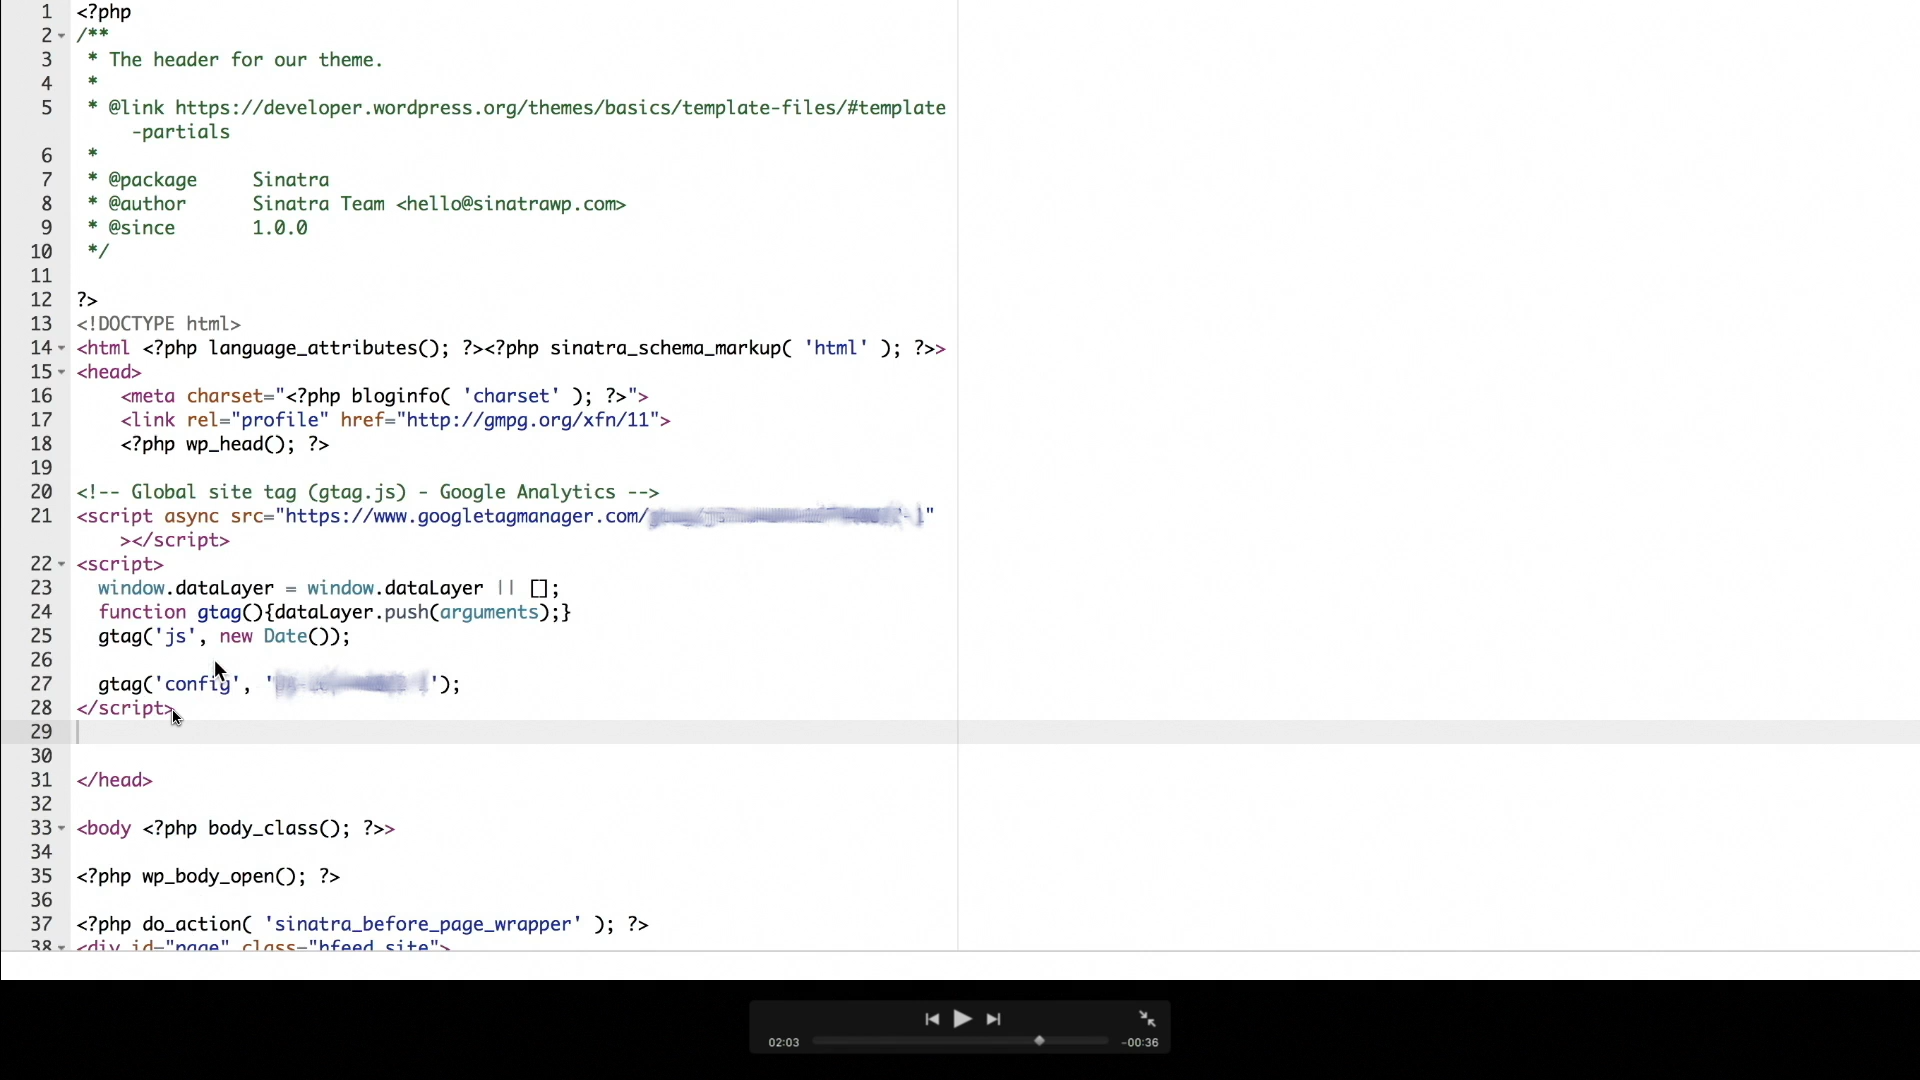 1 <?php
2 /**
3 * The header for our theme.
4 *
5 * @link https://developer.wordpress.org/themes/basics/template-files/#template
-partials
6 *
7 * @package Sinatra
8 * @author Sinatra Team <hello@sinatrawp.com>
9 * @since 1.0.0
10 */
11
12 ?>
13 <!DOCTYPE html>
14 <html <?php language_attributes(); ?><?php sinatra_schema_markup( 'html' ); ?>>
15 <head>
16 <meta charset="<?php bloginfo( 'charset' ); ?>">
17 <link rel="profile" href="http://gmpg.org/xfn/11">
18 <?php wp_head(); ?>
19
20 <!-- Global site tag (gtag.js) - Google Analytics -->
21 <script async src="https://www.googletagmanager.com/ "
></script>
22 <script>
23 window.dataLayer = window.dataLayer || [];
24 function gtag(){dataLayer.push(arguments);}
25 gtag('js', new Date());
26
27 gtag('config', ' ');
28 </script>
29
30
31 </head>
32
33 <body <?php body_class(); ?>>
34
35 <?php wp_body_open(); ?>
36
37 <?php do_action( 'sinatra_before_page_wrapper' ); ?>
38 <div id="page" class="hfeed site">
02:03 -00:36